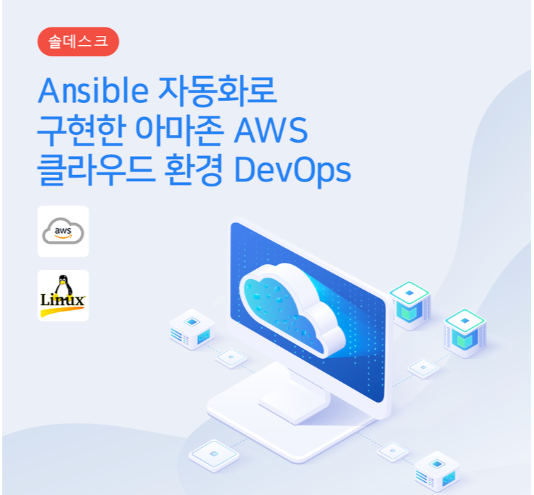 솔데스크
Ansible 자동화로
구현한 아마존 AWS
클라우드 환경 DevOps
aws
Linux